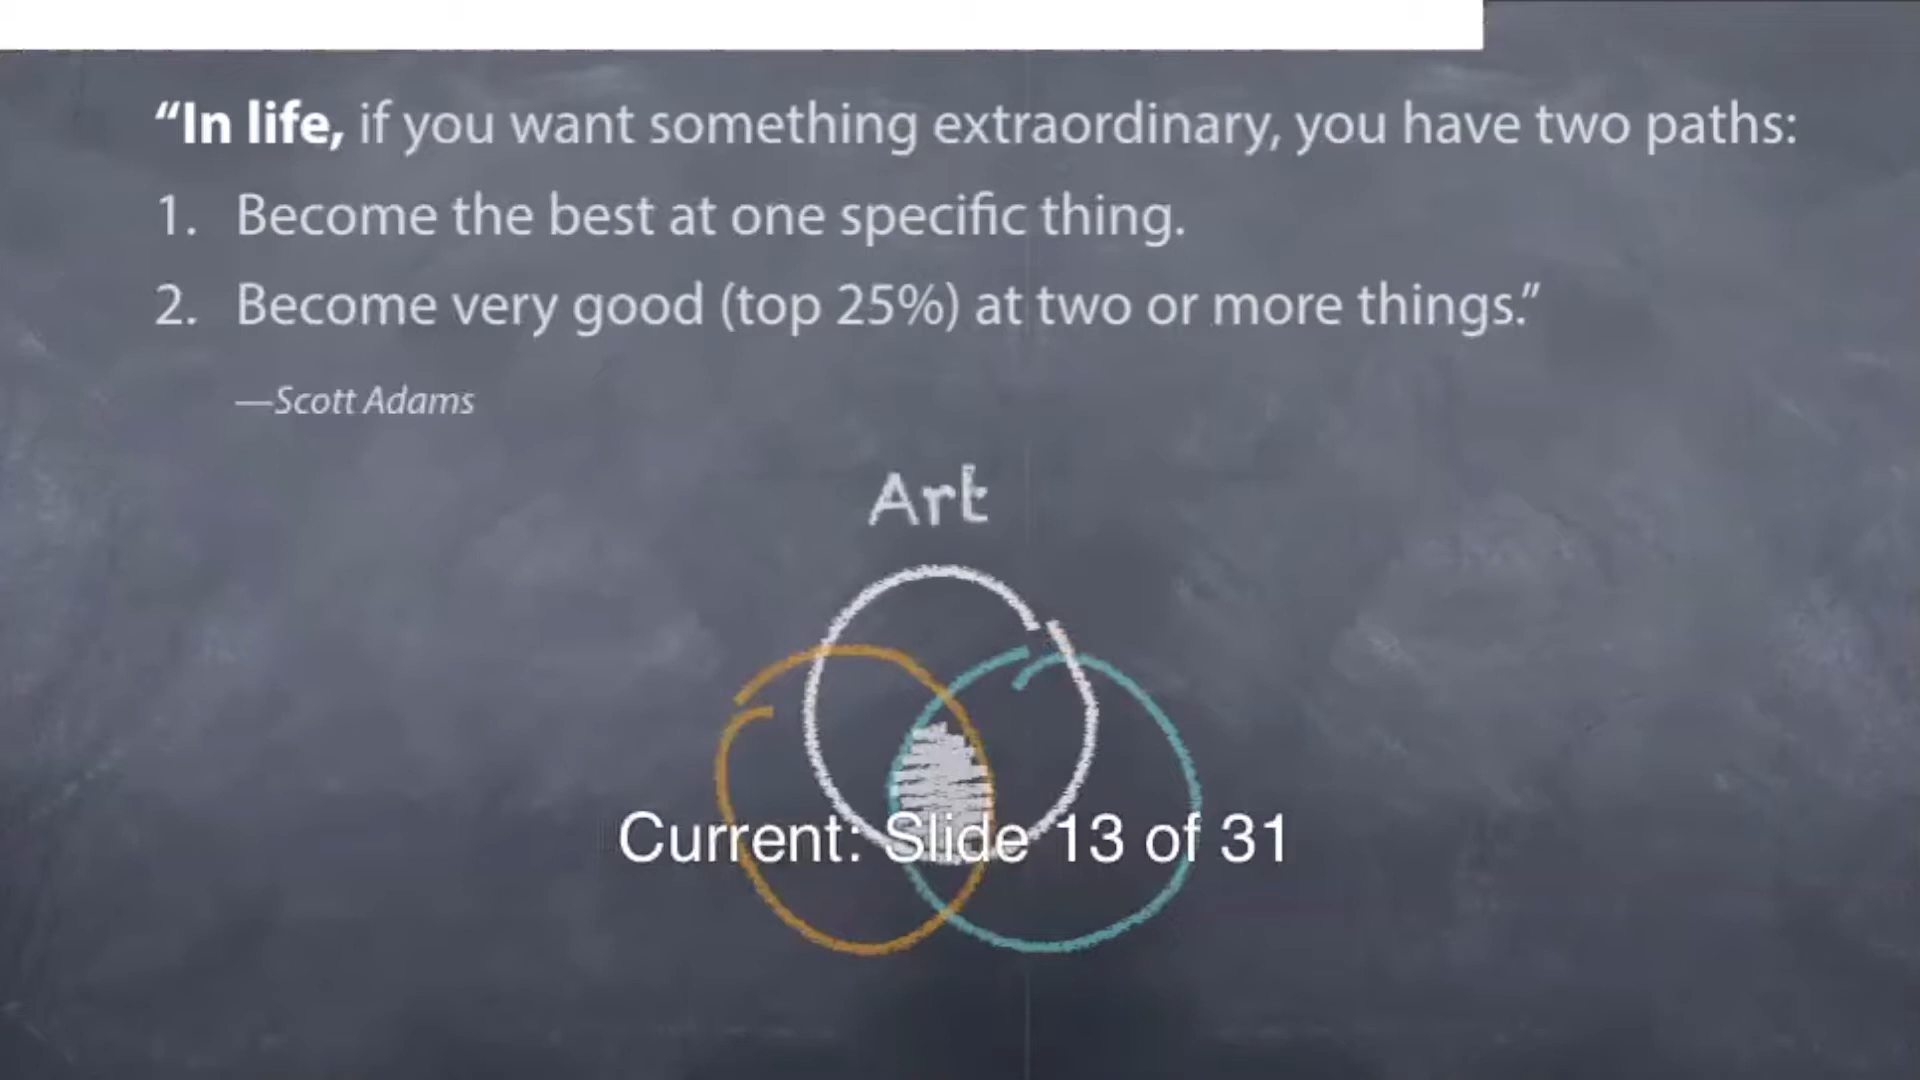 “In life, if you want something extraordinary, you have two paths:
1. Become the best at one specific thing.
2. Become very good (top 25%) at two or more things.”
—Scott Adams
Art
Current: Slide 13 of 31